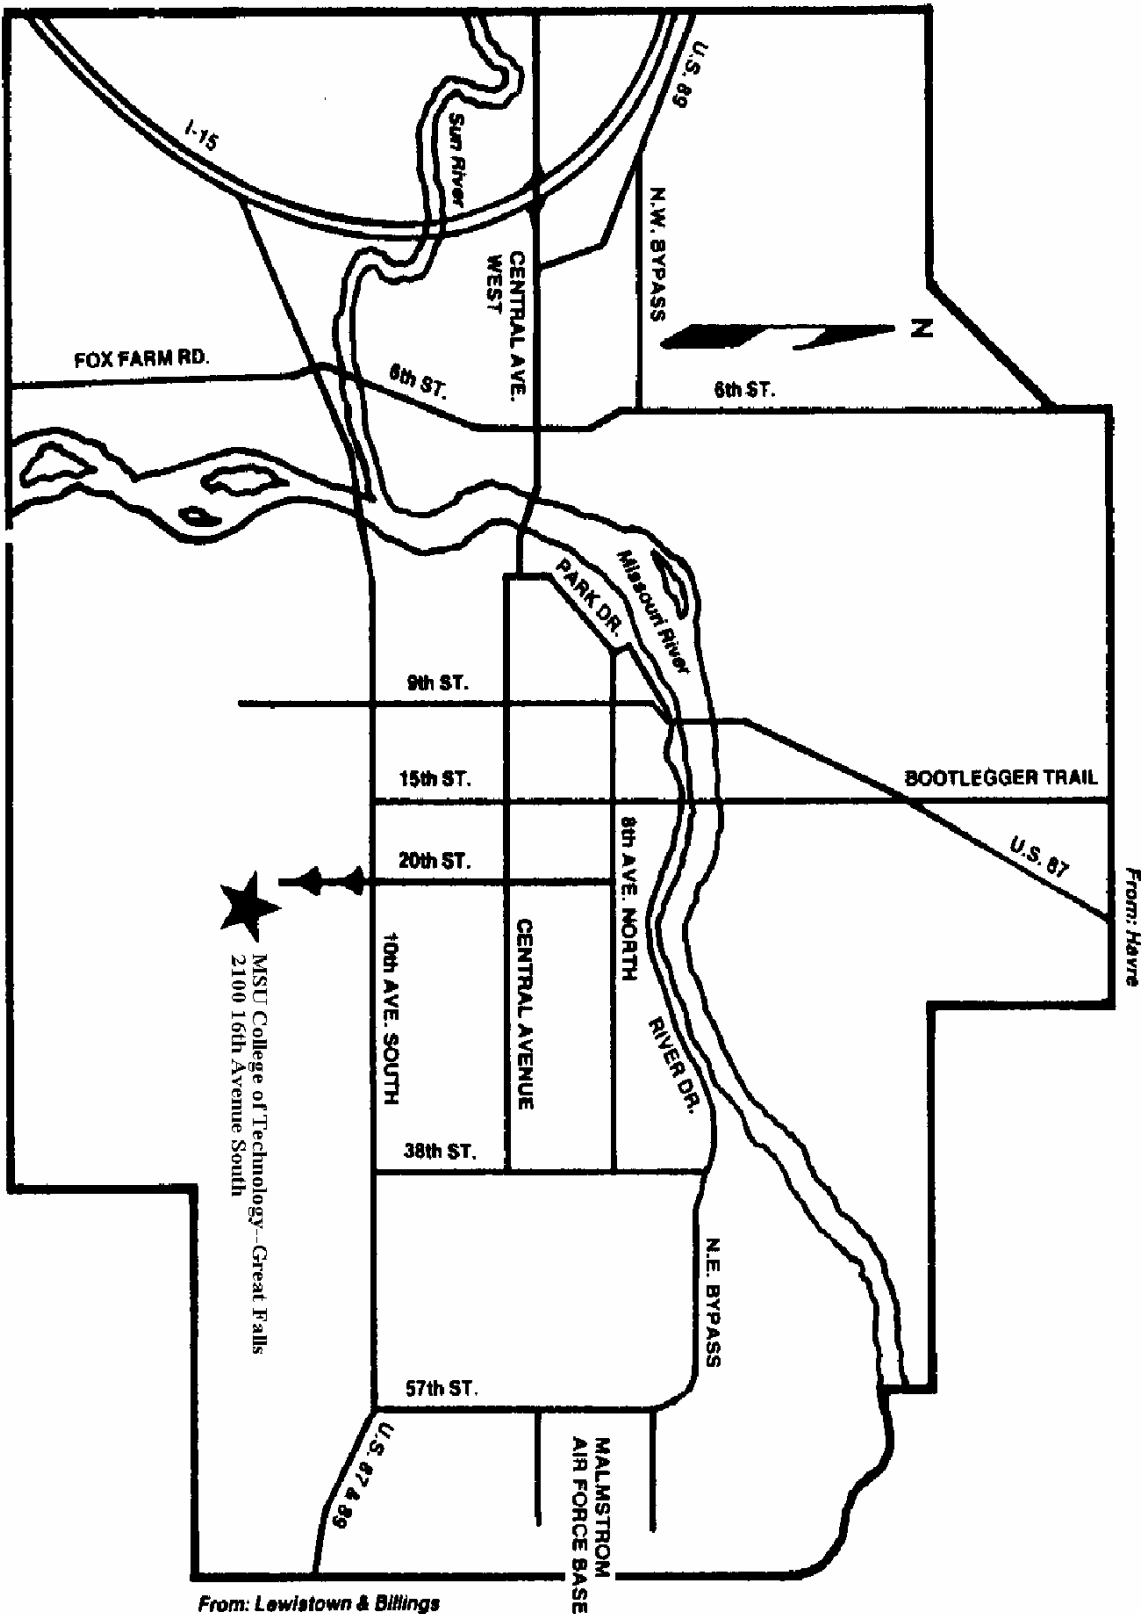 U.S. 89
I-15
Sun River
N.W. BYPASS
CENTRAL AVE.
WEST
N
FOX FARM RD.
6th ST.
6th ST.
Missouri River
PARK DR.
9th ST.
15th ST.
BOOTLEGGER TRAIL
U.S. 87
From: Havre
20th ST.
8th AVE. NORTH
CENTRAL AVENUE
10th AVE. SOUTH
RIVER DR.
MSU College of Technology--Great Falls
2100 16th Avenue South
38th ST.
N.E. BYPASS
57th ST.
U.S. 87 & 89
MALMSTROM
AIR FORCE BASE
From: Lewistown & Billings